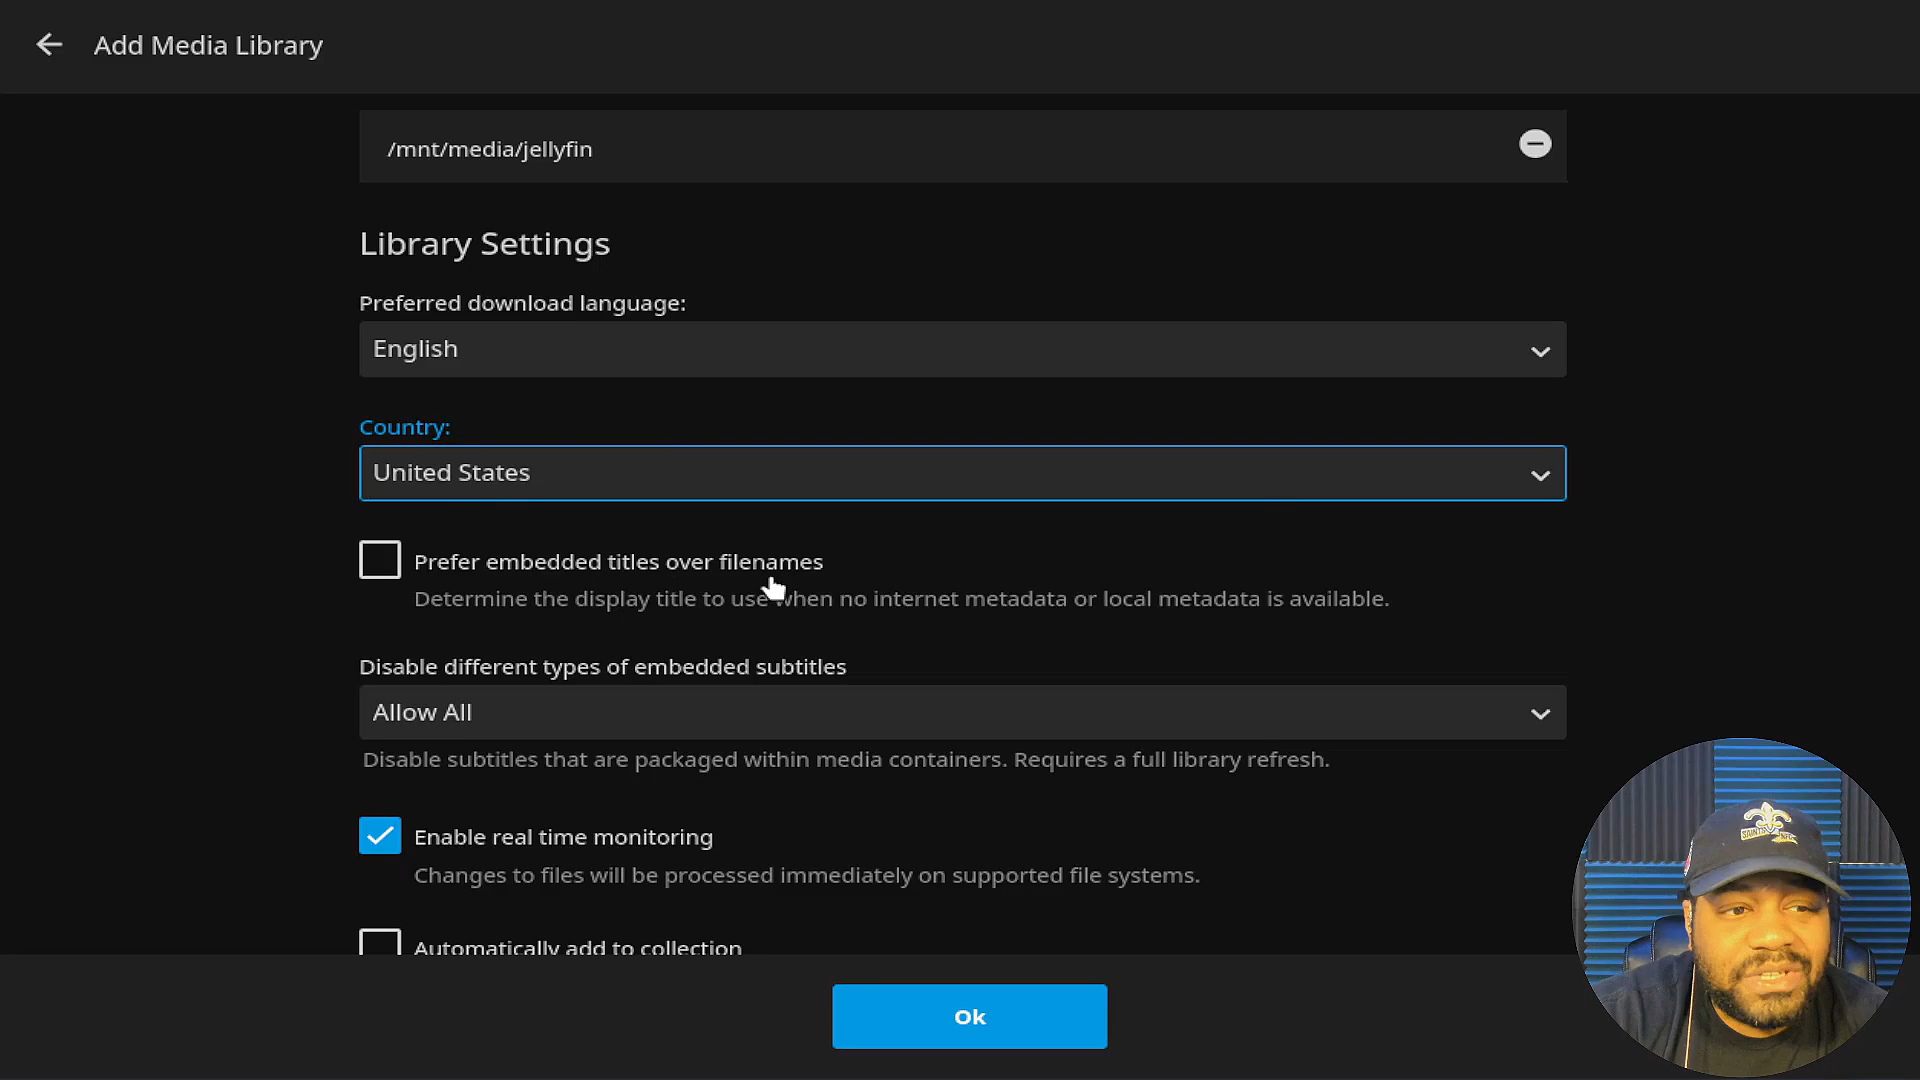 Add Media Library
/mnt/media/jellyfin
Library Settings
Preferred download language:
English
Country:
United States
Prefer embedded titles over filenames
Determine the display title to use when no internet metadata or local metadata is available.
Disable different types of embedded subtitles
Allow All
Disable subtitles that are packaged within media containers. Requires a full library refresh.
Enable real time monitoring
Changes to files will be processed immediately on supported file systems.
Automatically add to collection
Ok
SAINTS